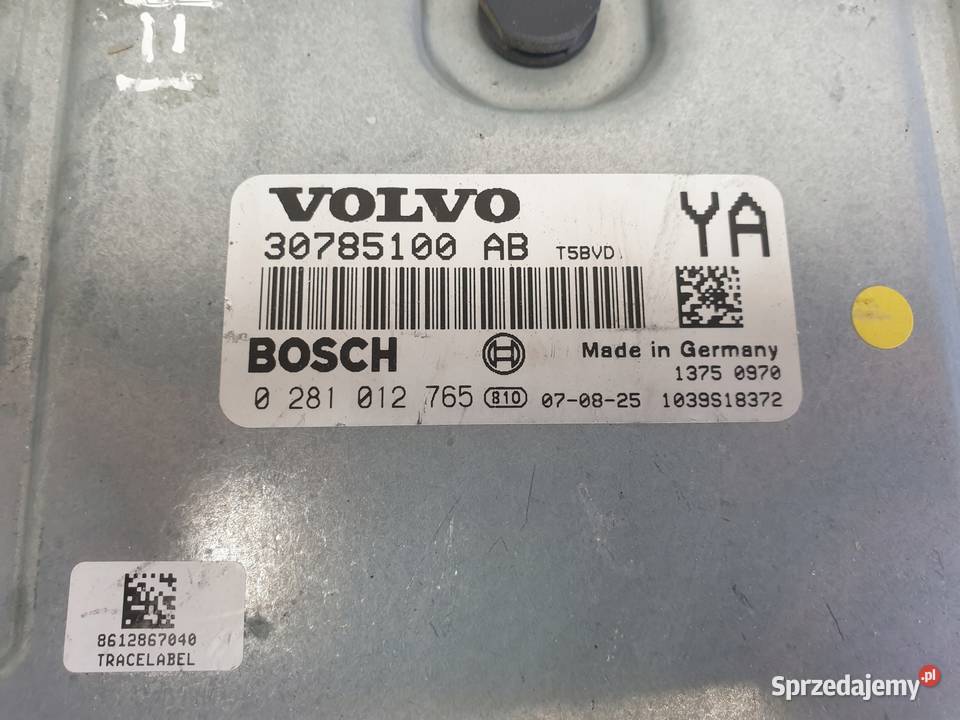 VOLVO
YA
30785100 AB T5BVD
BOSCH
Made in Germany
1375 0970
0 281 012 765 810 07-08-25 1039S18372
8612867040
TRACELABEL
Sprzedajemy.pl